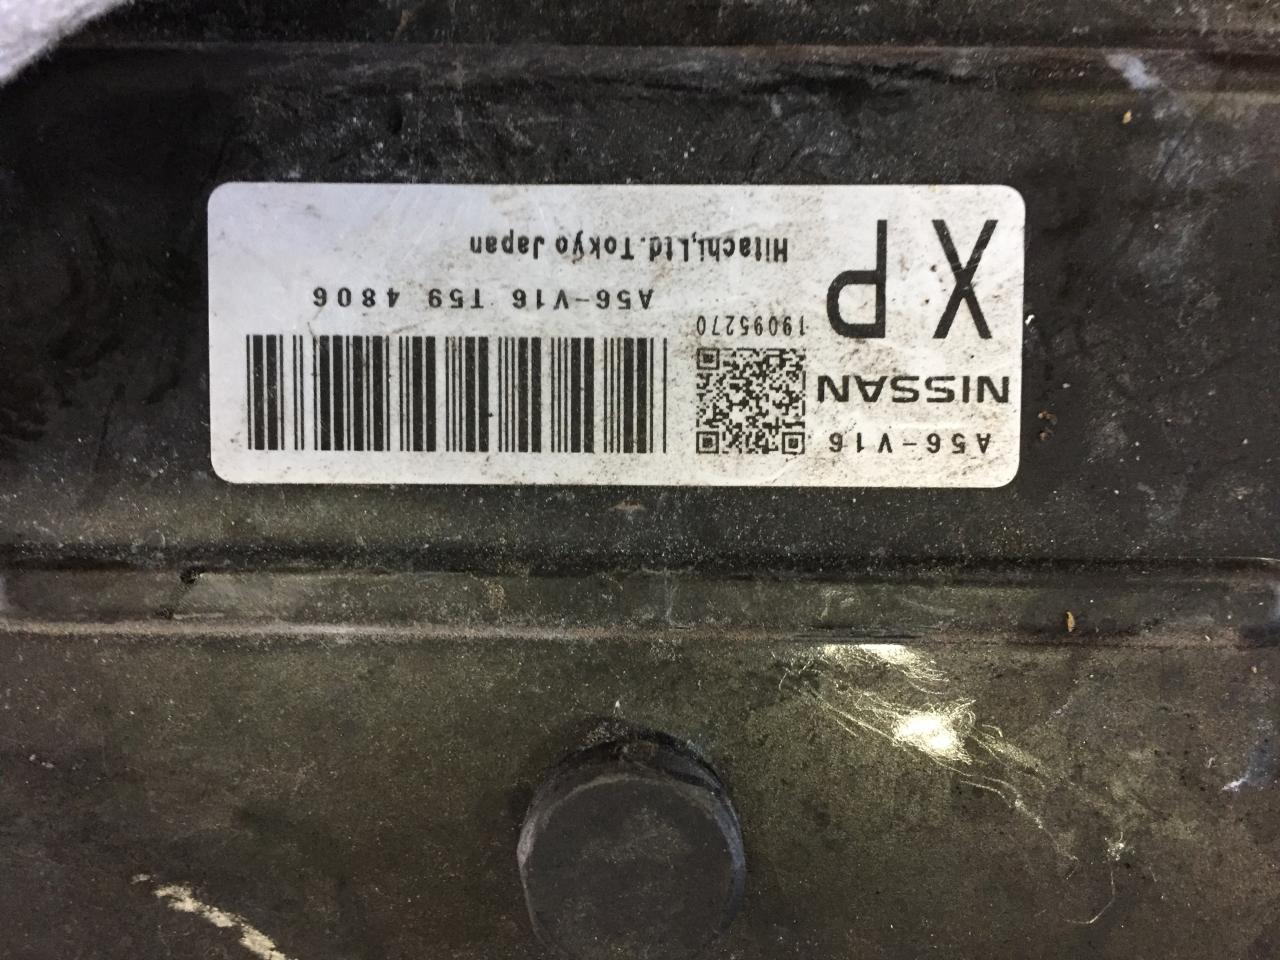 A56-V16
NISSAN
XP
19095270
A56-V16 T59 4806
Hitachi,Ltd.Tokyo Japan